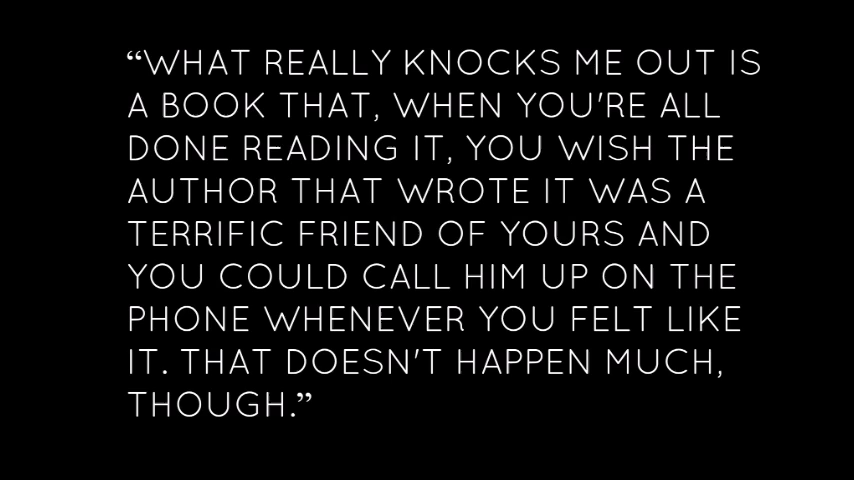 “WHAT REALLY KNOCKS ME OUT IS
A BOOK THAT, WHEN YOU'RE ALL
DONE READING IT, YOU WISH THE
AUTHOR THAT WROTE IT WAS A
TERRIFIC FRIEND OF YOURS AND
YOU COULD CALL HIM UP ON THE
PHONE WHENEVER YOU FELT LIKE
IT. THAT DOESN'T HAPPEN MUCH,
THOUGH.”